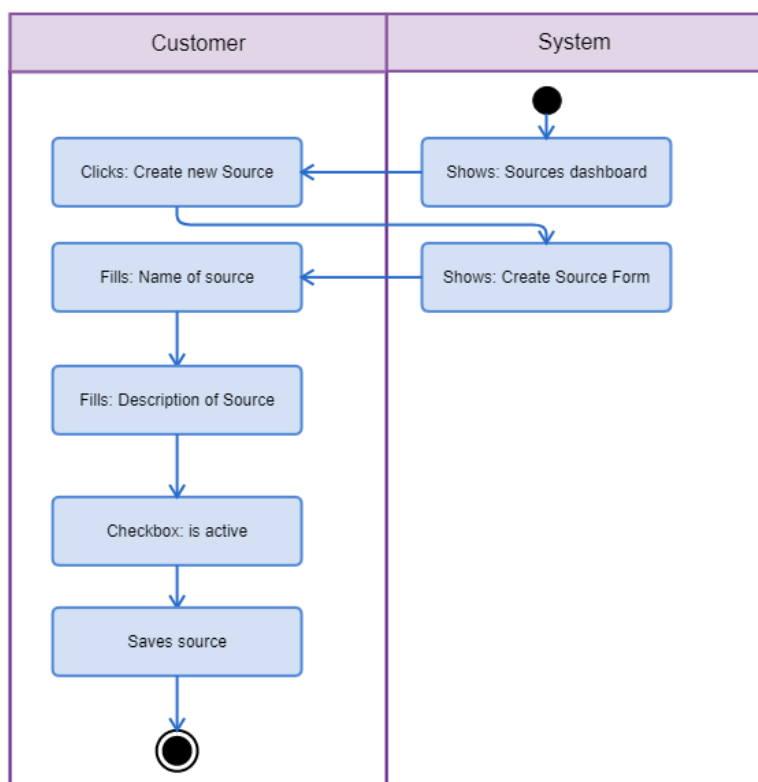 Customer
System
Clicks: Create new Source
Shows: Sources dashboard
Fills: Name of source
Shows: Create Source Form
Fills: Description of Source
Checkbox: is active
Saves source